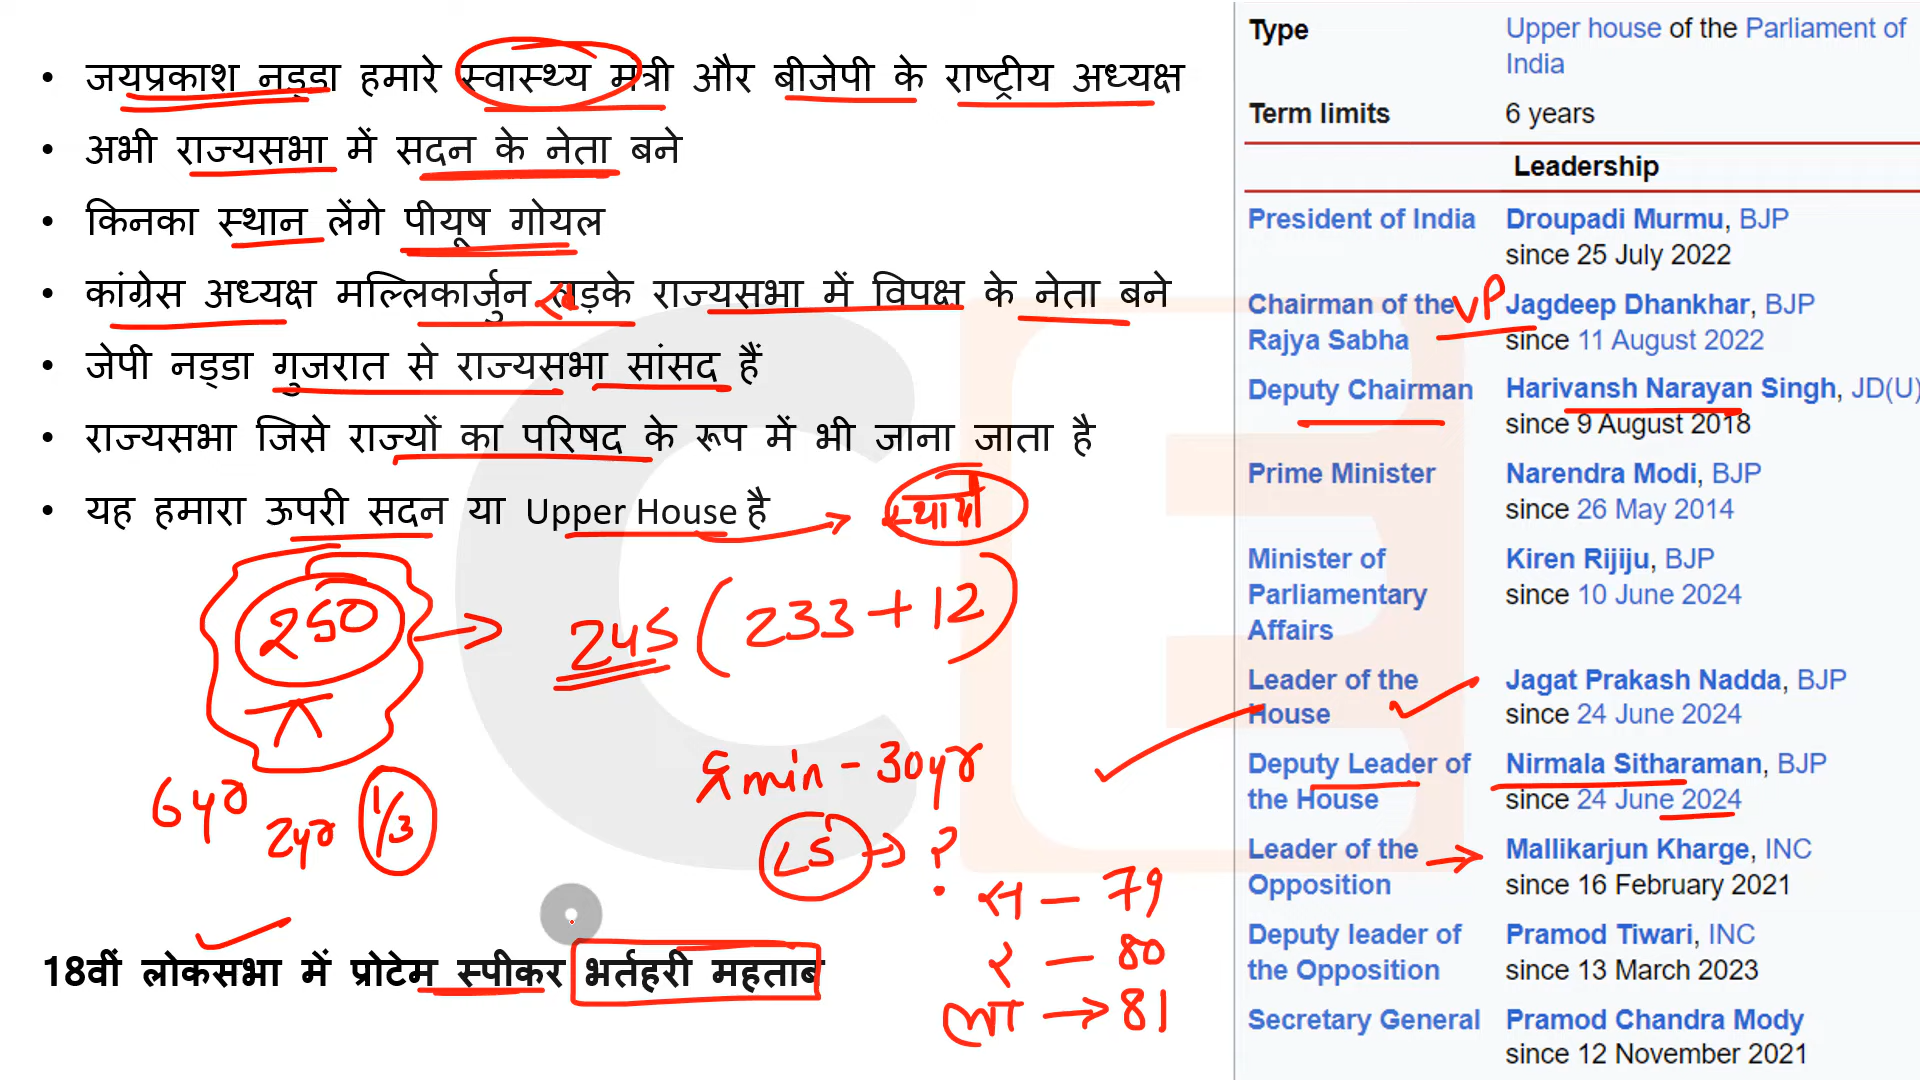 • जयप्रकाश नड्डा हमारे स्वास्थ्य मंत्री और बीजेपी के राष्ट्रीय अध्यक्ष
• अभी राज्यसभा में सदन के नेता बने
• किनका स्थान लेंगे पीयूष गोयल
• कांग्रेस अध्यक्ष मल्लिकार्जुन लड़के राज्यसभा में विपक्ष के नेता बने
• जेपी नड्डा गुजरात से राज्यसभा सांसद हैं
• राज्यसभा जिसे राज्यों का परिषद के रूप में भी जाना जाता है
• यह हमारा ऊपरी सदन या Upper House है
स्थायी
250
245 (233+12)
6yr
2yr 1/3
min - 30yr
LS → ?
रा - 79
र - 80
ला → 81
18वीं लोकसभा में प्रोटेम स्पीकर भर्तहरी महताब
Type Upper house of the Parliament of
India
Term limits 6 years
Leadership
President of India Droupadi Murmu, BJP
since 25 July 2022
VP
Chairman of the Jagdeep Dhankhar, BJP
Rajya Sabha since 11 August 2022
Deputy Chairman Harivansh Narayan Singh, JD(U)
since 9 August 2018
Prime Minister Narendra Modi, BJP
since 26 May 2014
Minister of Kiren Rijiju, BJP
Parliamentary since 10 June 2024
Affairs
Leader of the Jagat Prakash Nadda, BJP
House since 24 June 2024
Deputy Leader of Nirmala Sitharaman, BJP
the House since 24 June 2024
Leader of the Mallikarjun Kharge, INC
Opposition since 16 February 2021
Deputy leader of Pramod Tiwari, INC
the Opposition since 13 March 2023
Secretary General Pramod Chandra Mody
since 12 November 2021